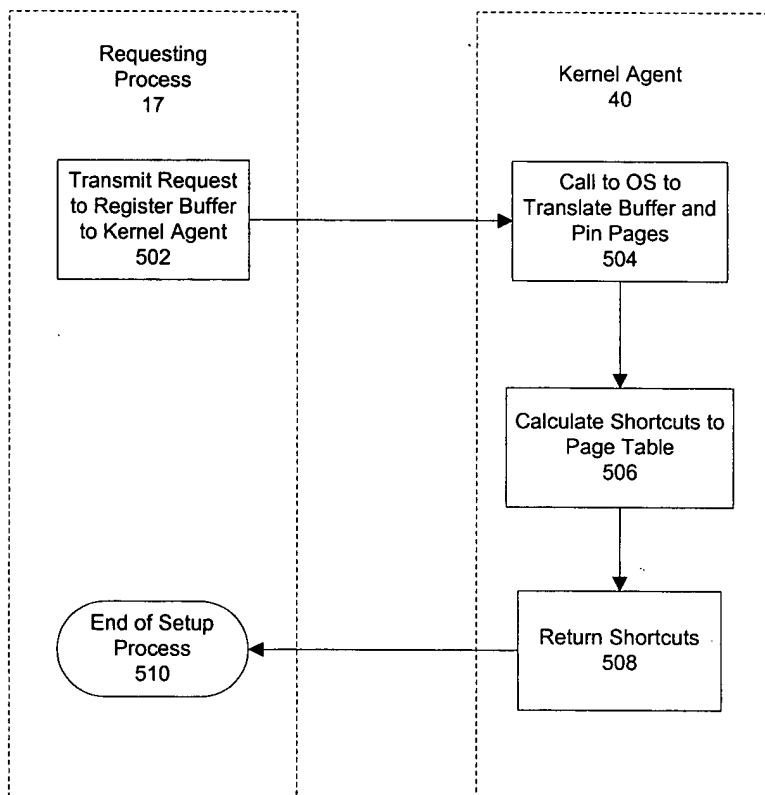 Requesting
Process
17
Kernel Agent
40
Transmit Request
to Register Buffer
to Kernel Agent
502
Call to OS to
Translate Buffer and
Pin Pages
504
Calculate Shortcuts to
Page Table
506
End of Setup
Process
510
Return Shortcuts
508